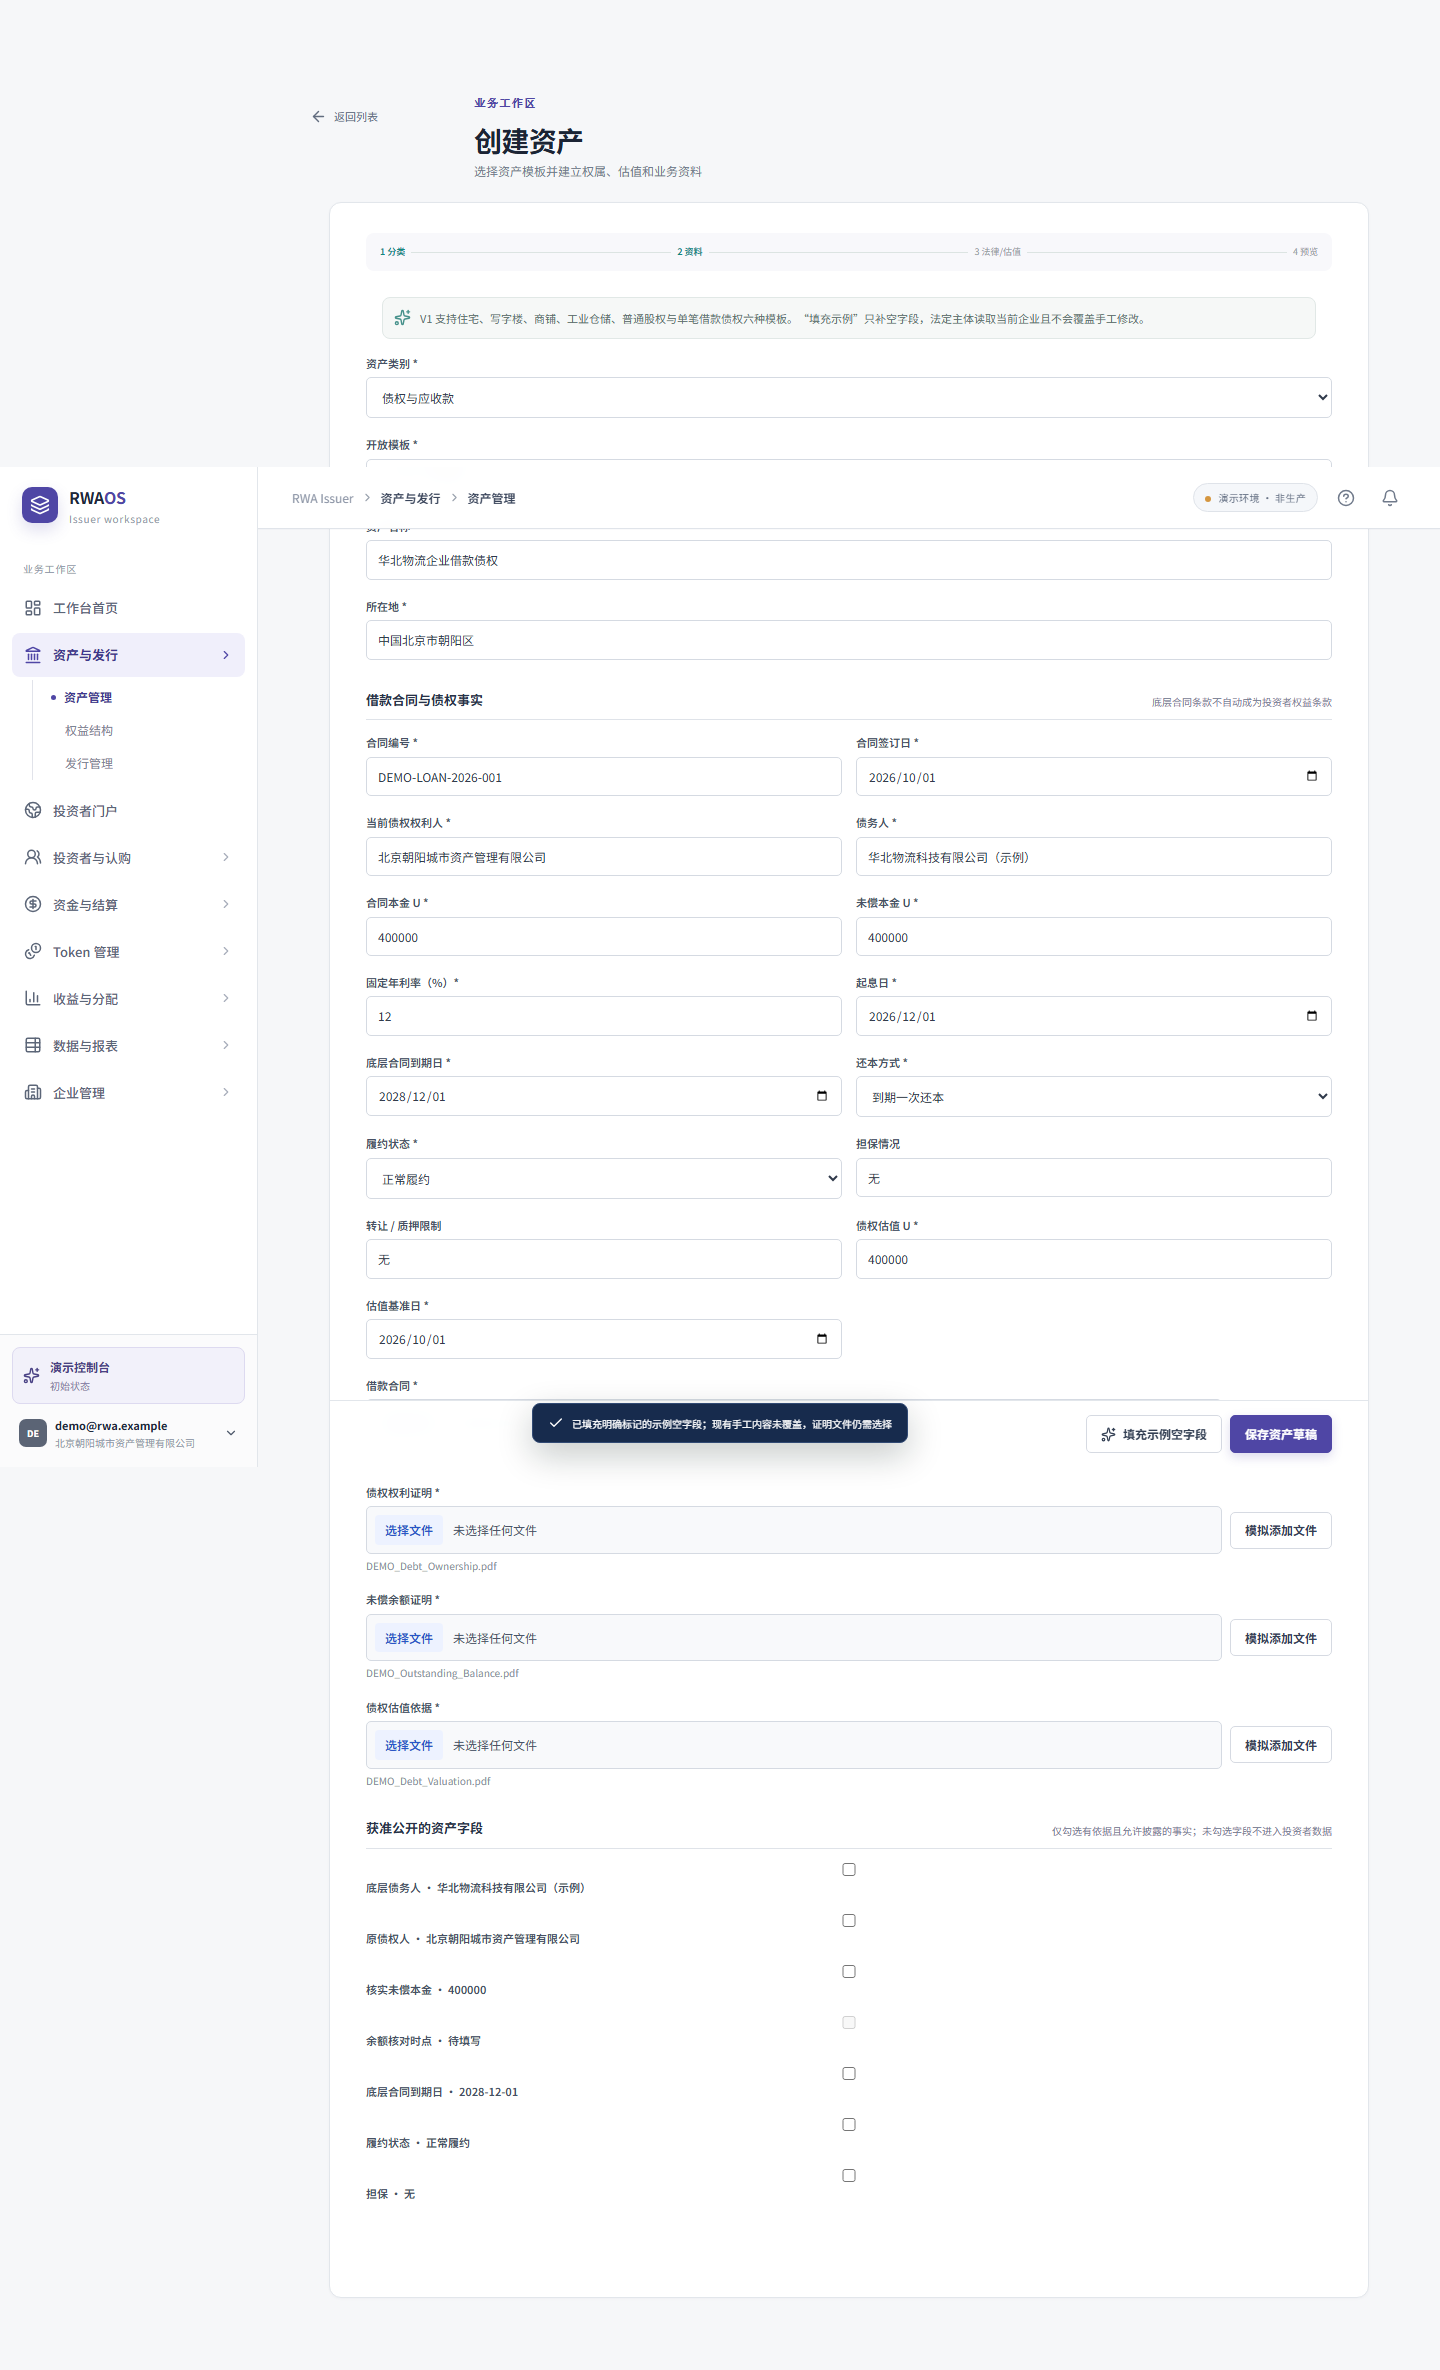 业务工作区
返回列表
创建资产
选择资产模板并建立权属、估值和业务资料
1 分类
2 资料
3 法律/估值
4 预览
V1 支持住宅、写字楼、商铺、工业仓储、普通股权与单笔借款债权六种模板。“填充示例”只补空字段，法定主体读取当前企业且不会覆盖手工修改。
资产类别 *
债权与应收款
开放模板 *
RWAOS
Issuer workspace
RWA Issuer
资产与发行
资产管理
演示环境 · 非生产
业务工作区
工作台首页
资产与发行
资产管理
权益结构
发行管理
投资者门户
投资者与认购
资金与结算
Token 管理
收益与分配
数据与报表
企业管理
演示控制台
初始状态
DE
demo@rwa.example
北京朝阳城市资产管理有限公司
华北物流企业借款债权
所在地 *
中国北京市朝阳区
借款合同与债权事实
底层合同条款不自动成为投资者权益条款
合同编号 *
合同签订日 *
DEMO-LOAN-2026-001
2026/10/01
当前债权权利人 *
债务人 *
北京朝阳城市资产管理有限公司
华北物流科技有限公司（示例）
合同本金 U *
未偿本金 U *
400000
400000
固定年利率（%）*
起息日 *
12
2026/12/01
底层合同到期日 *
还本方式 *
2028/12/01
到期一次还本
履约状态 *
担保情况
正常履约
无
转让 / 质押限制
债权估值 U *
无
400000
估值基准日 *
2026/10/01
借款合同 *
已填充明确标记的示例空字段；现有手工内容未覆盖，证明文件仍需选择
填充示例空字段
保存资产草稿
债权权利证明 *
选择文件
未选择任何文件
模拟添加文件
DEMO_Debt_Ownership.pdf
未偿余额证明 *
选择文件
未选择任何文件
模拟添加文件
DEMO_Outstanding_Balance.pdf
债权估值依据 *
选择文件
未选择任何文件
模拟添加文件
DEMO_Debt_Valuation.pdf
获准公开的资产字段
仅勾选有依据且允许披露的事实；未勾选字段不进入投资者数据
底层债务人 · 华北物流科技有限公司（示例）
原债权人 · 北京朝阳城市资产管理有限公司
核实未偿本金 · 400000
余额核对时点 · 待填写
底层合同到期日 · 2028-12-01
履约状态 · 正常履约
担保 · 无